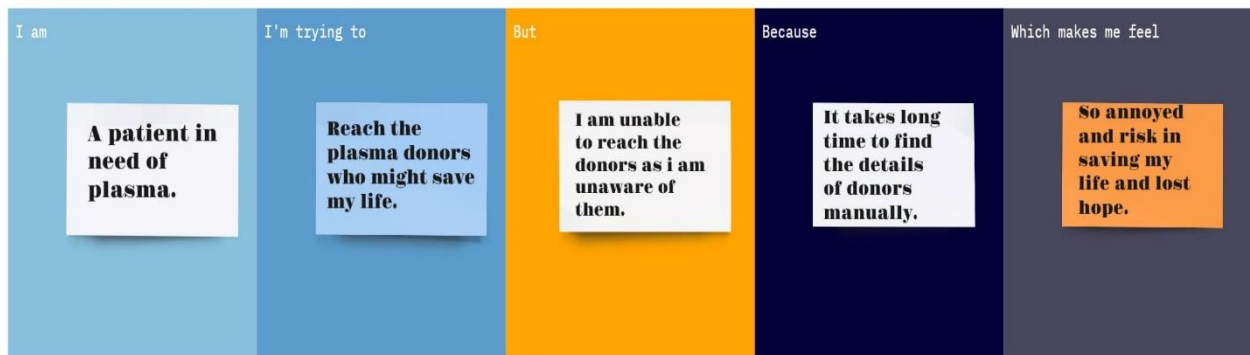 I am
A patient in
need of
plasma.
I'm trying to
Reach the
plasma donors
who might save
my life.
But
I am unable
to reach the
donors as i am
unaware of
them.
Because
It takes long
time to find
the details
of donors
manually.
Which makes me feel
So annoyed
and risk in
saving my
life and lost
hope.